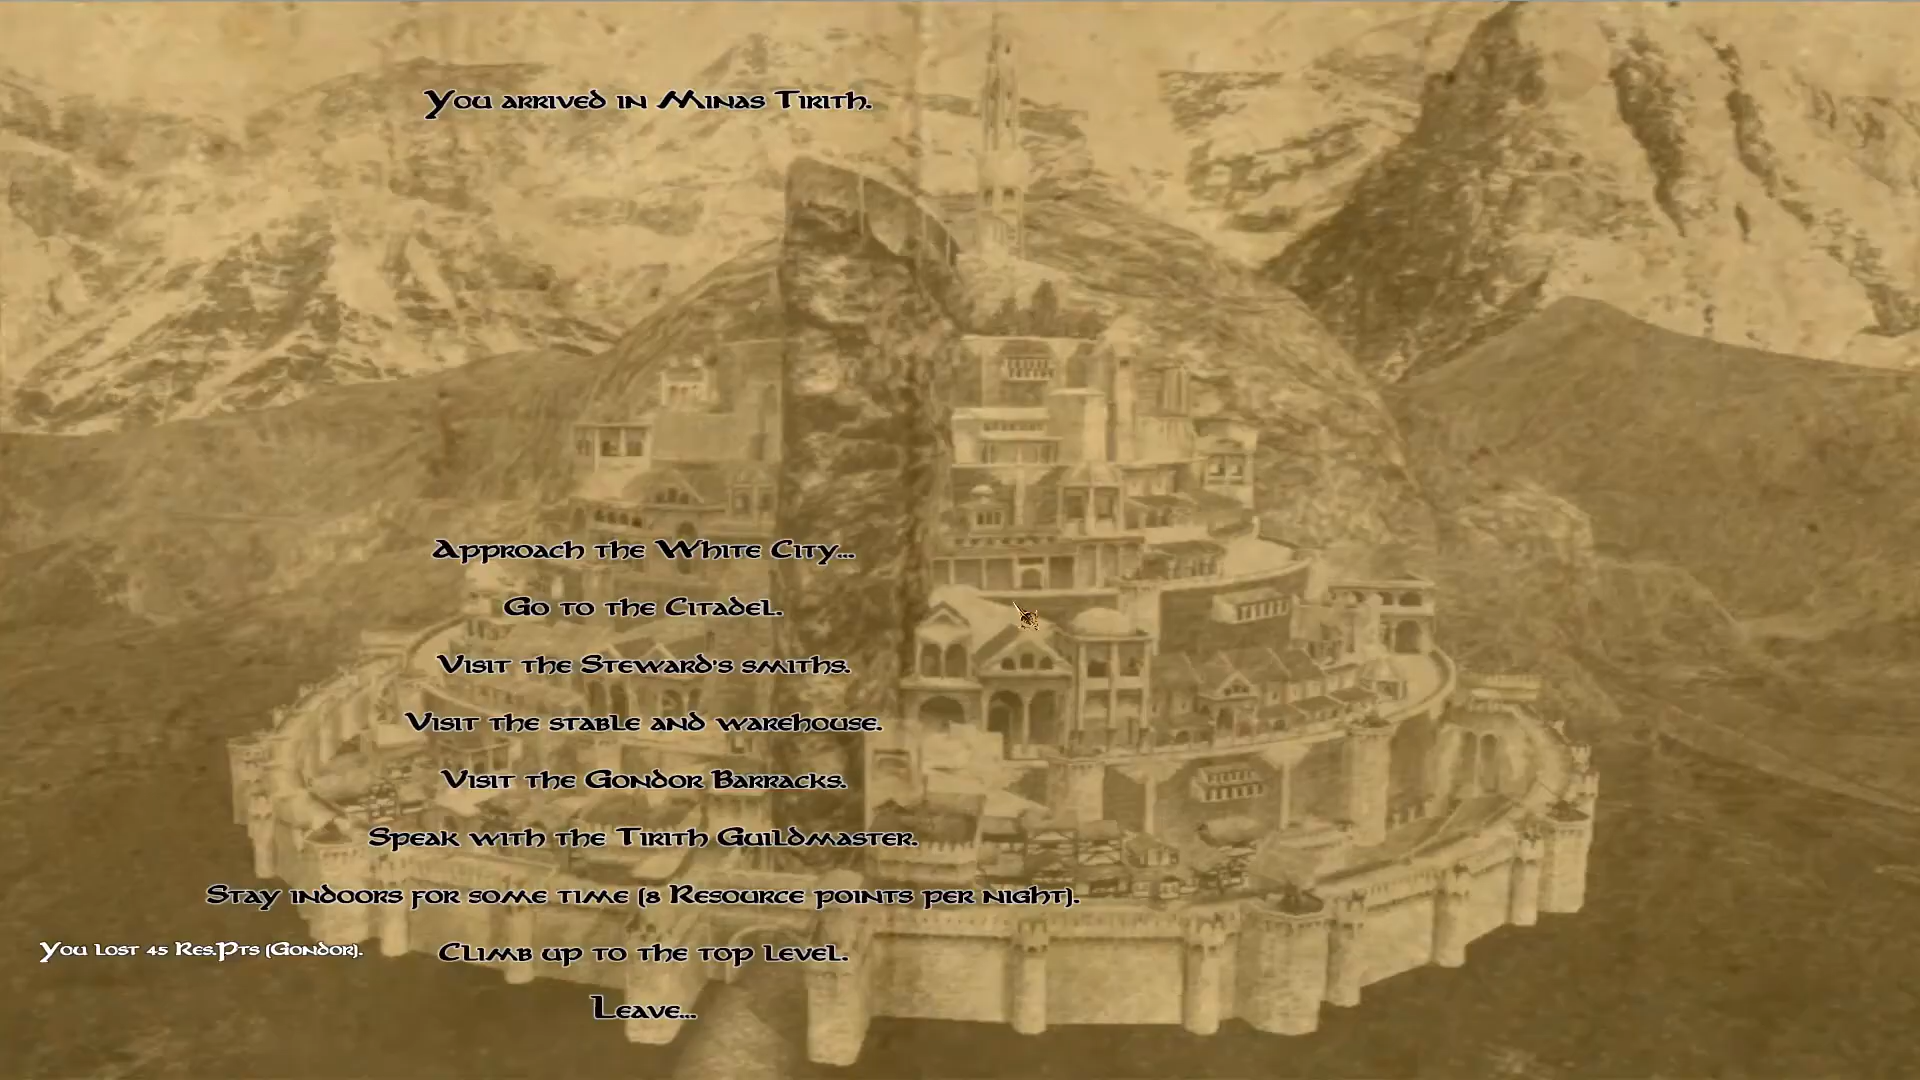 You arrived in Minas Tirith.
Approach the White City...
Go to the Citadel.
Visit the Steward's smiths.
Visit the stable and warehouse.
Visit the Gondor Barracks.
Speak with the Tirith Guildmaster.
Stay indoors for some time (8 Resource points per night).
You lost 45 Res.Pts (Gondor).
Climb up to the top level.
Leave...